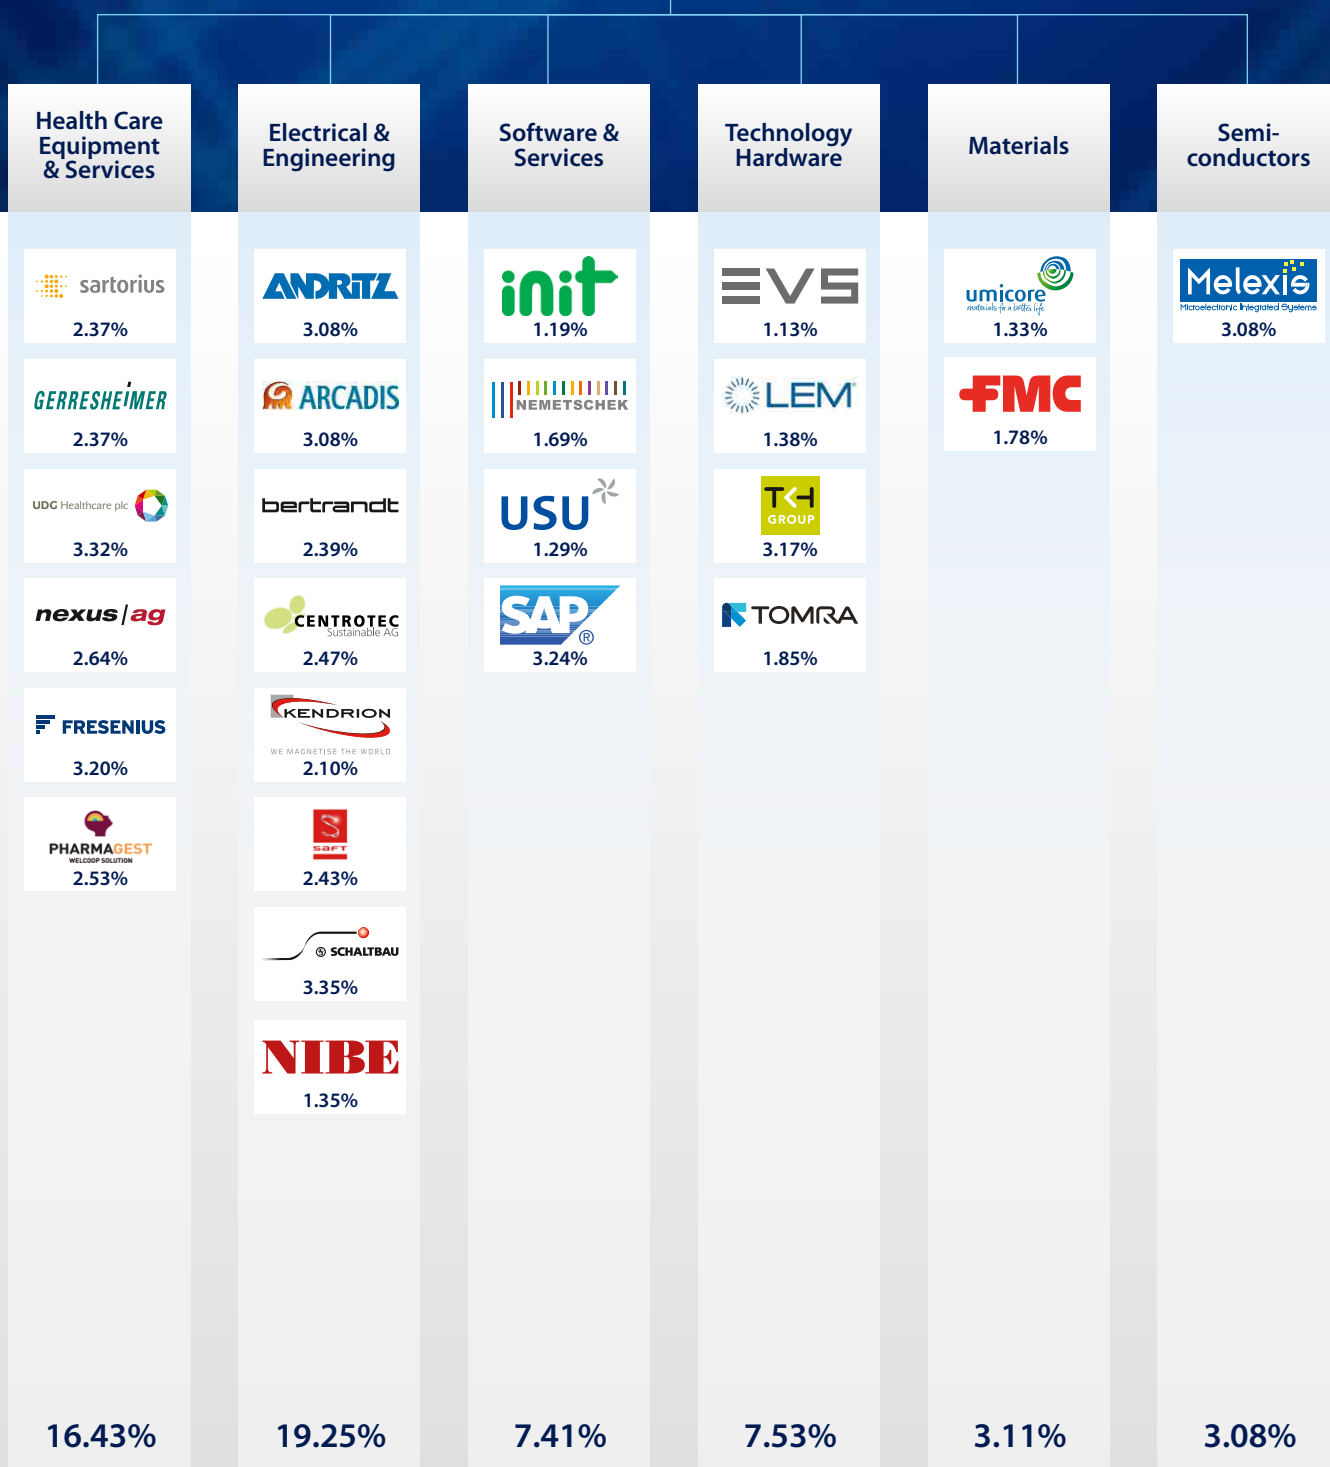 Health Care
Equipment
& Services
sartorius
2.37%
GERRESHEIMER
2.37%
UDG Healthcare plc
3.32%
nexus|ag
2.64%
FRESENIUS
3.20%
PHARMAGEST
WELCOOP SOLUTION
2.53%
16.43%
Electrical &
Engineering
ANDRITZ
3.08%
ARCADIS
3.08%
bertrandt
2.39%
CENTROTEC
Sustainable AG
2.47%
KENDRION
WE MAGNETISE THE WORLD
2.10%
SAFT
2.43%
SCHALTBAU
3.35%
NIBE
1.35%
19.25%
Software &
Services
init
1.19%
NEMETSCHEK
1.69%
USU
1.29%
SAP®
3.24%
7.41%
Technology
Hardware
EVS
1.13%
LEM®
1.38%
TKH
GROUP
3.17%
TOMRA
1.85%
7.53%
Materials
umicore
materials for a better life
1.33%
FMC
1.78%
3.11%
Semi-
conductors
Melexis
Microelectronic Integrated Systems
3.08%
3.08%